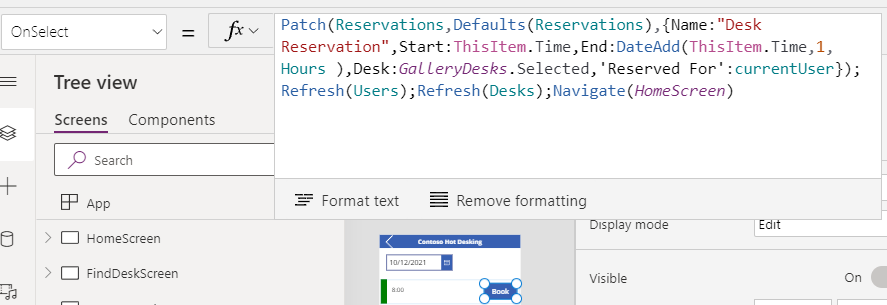 OnSelect
=
fx
Patch(Reservations,Defaults(Reservations),{Name:"Desk
Reservation",Start:ThisItem.Time,End:DateAdd(ThisItem.Time,1,
Hours ),Desk:GalleryDesks.Selected,'Reserved For':currentUser});
Refresh(Users);Refresh(Desks);Navigate(HomeScreen)
Format text
Remove formatting
Tree view
Screens
Components
Search
App
HomeScreen
FindDeskScreen
Contoso Hot Desking
10/12/2021
8:00
Book
Display mode
Edit
Visible
On